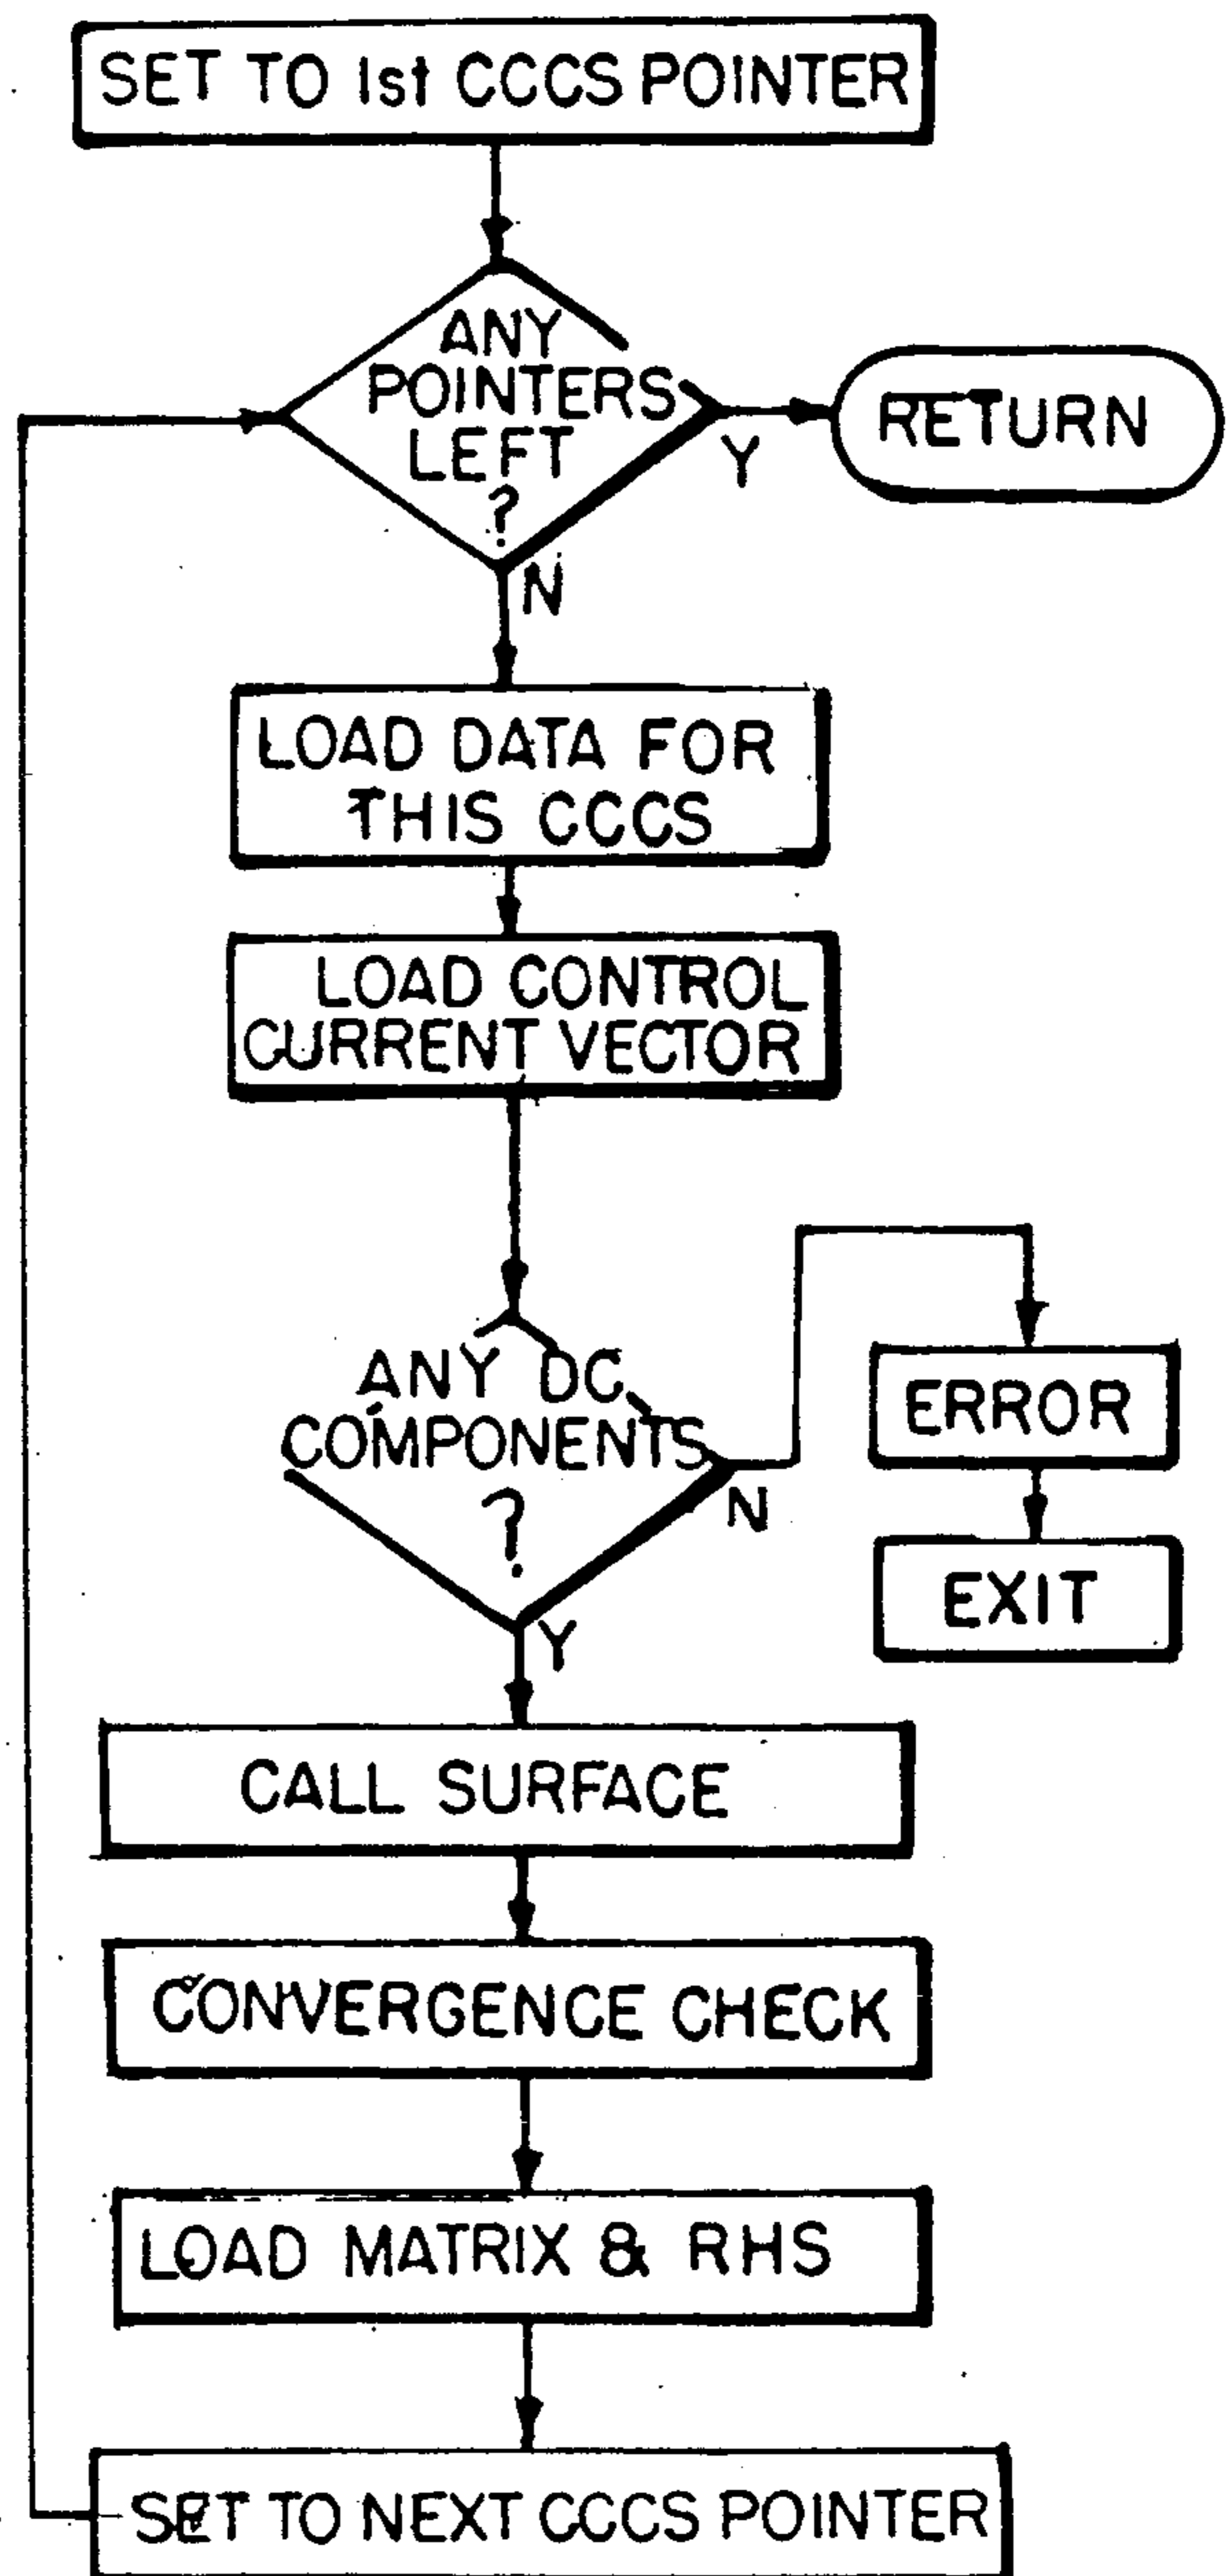 SET TO 1st CCCS POINTER
ANY
POINTERS
LEFT
?
Y
RETURN
N
LOAD DATA FOR
THIS CCCS
LOAD CONTROL
CURRENT VECTOR
ANY DC
COMPONENTS
?
N
ERROR
EXIT
Y
CALL SURFACE
CONVERGENCE CHECK
LOAD MATRIX & RHS
SET TO NEXT CCCS POINTER